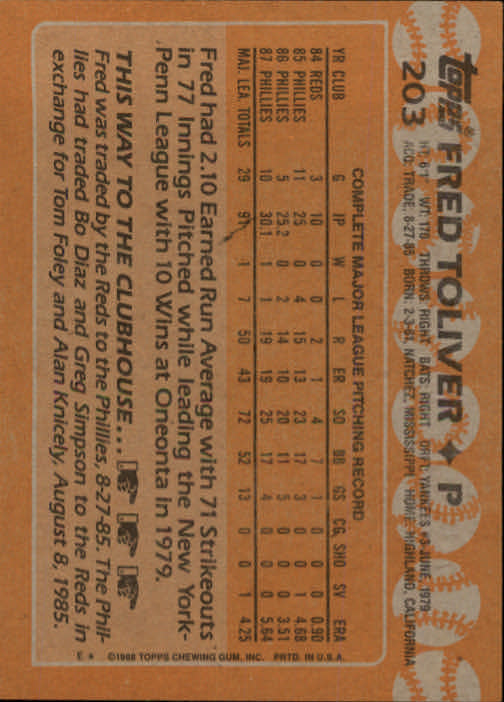 Topps® FRED TOLIVER ✦ P
203
HT: 6'1" WT: 170 THROWS: RIGHT BATS: RIGHT DRFT: YANKEES #3-JUNE, 1979
ACQ: TRADE, 8-27-85 BORN: 2-3-61, NATCHEZ, MISSISSIPPI HOME: HIGHLAND, CALIFORNIA
COMPLETE MAJOR LEAGUE PITCHING RECORD
YR CLUB G IP W L R ER SO BB GS CG SHO SV ERA
84 REDS 3 10 0 0 2 1 4 7 1 0 0 0 0.90
85 PHILLIES 11 25 0 4 15 13 23 17 3 0 0 1 4.68
86 PHILLIES 5 25.2 0 2 14 10 20 11 5 0 0 0 3.51
87 PHILLIES 10 30.1 1 1 19 19 25 17 4 0 0 0 5.64
MAJ. LEA. TOTALS 29 91 1 7 50 43 72 52 13 0 0 1 4.25
Fred had 2.10 Earned Run Average with 71 Strikeouts
in 77 Innings Pitched while leading the New York-
Penn League with 10 Wins at Oneonta in 1979.
THIS WAY TO THE CLUBHOUSE...
Fred was traded by the Reds to the Phillies, 8-27-85. The Phil-
lies had traded Bo Diaz and Greg Simpson to the Reds in
exchange for Tom Foley and Alan Knicely, August 8, 1985.
E* ©1988 TOPPS CHEWING GUM, INC. PRTD. IN U.S.A.